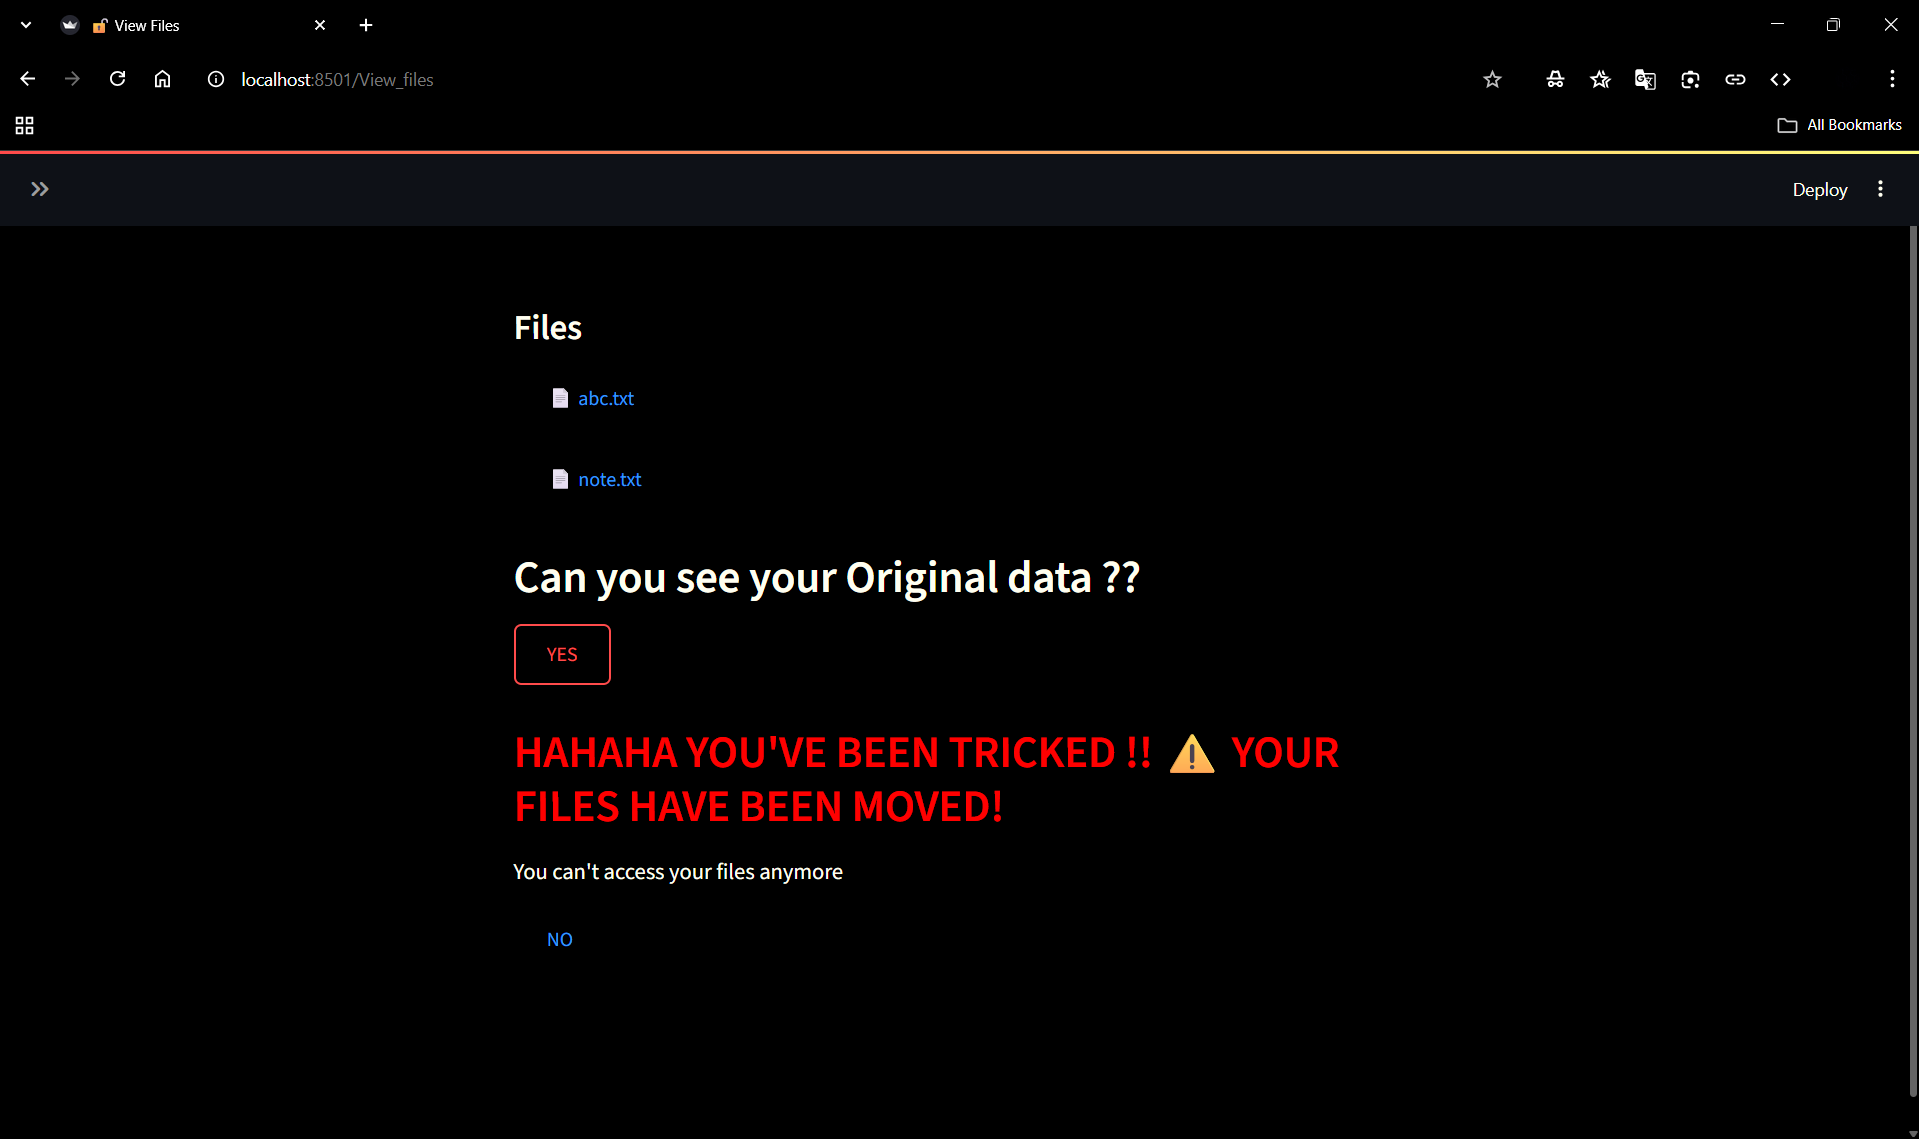 View Files
localhost:8501/View_files
All Bookmarks
Deploy
Files
abc.txt
note.txt
Can you see your Original data ??
YES
HAHAHA YOU'VE BEEN TRICKED !! ⚠️ YOUR
FILES HAVE BEEN MOVED!
You can't access your files anymore
NO